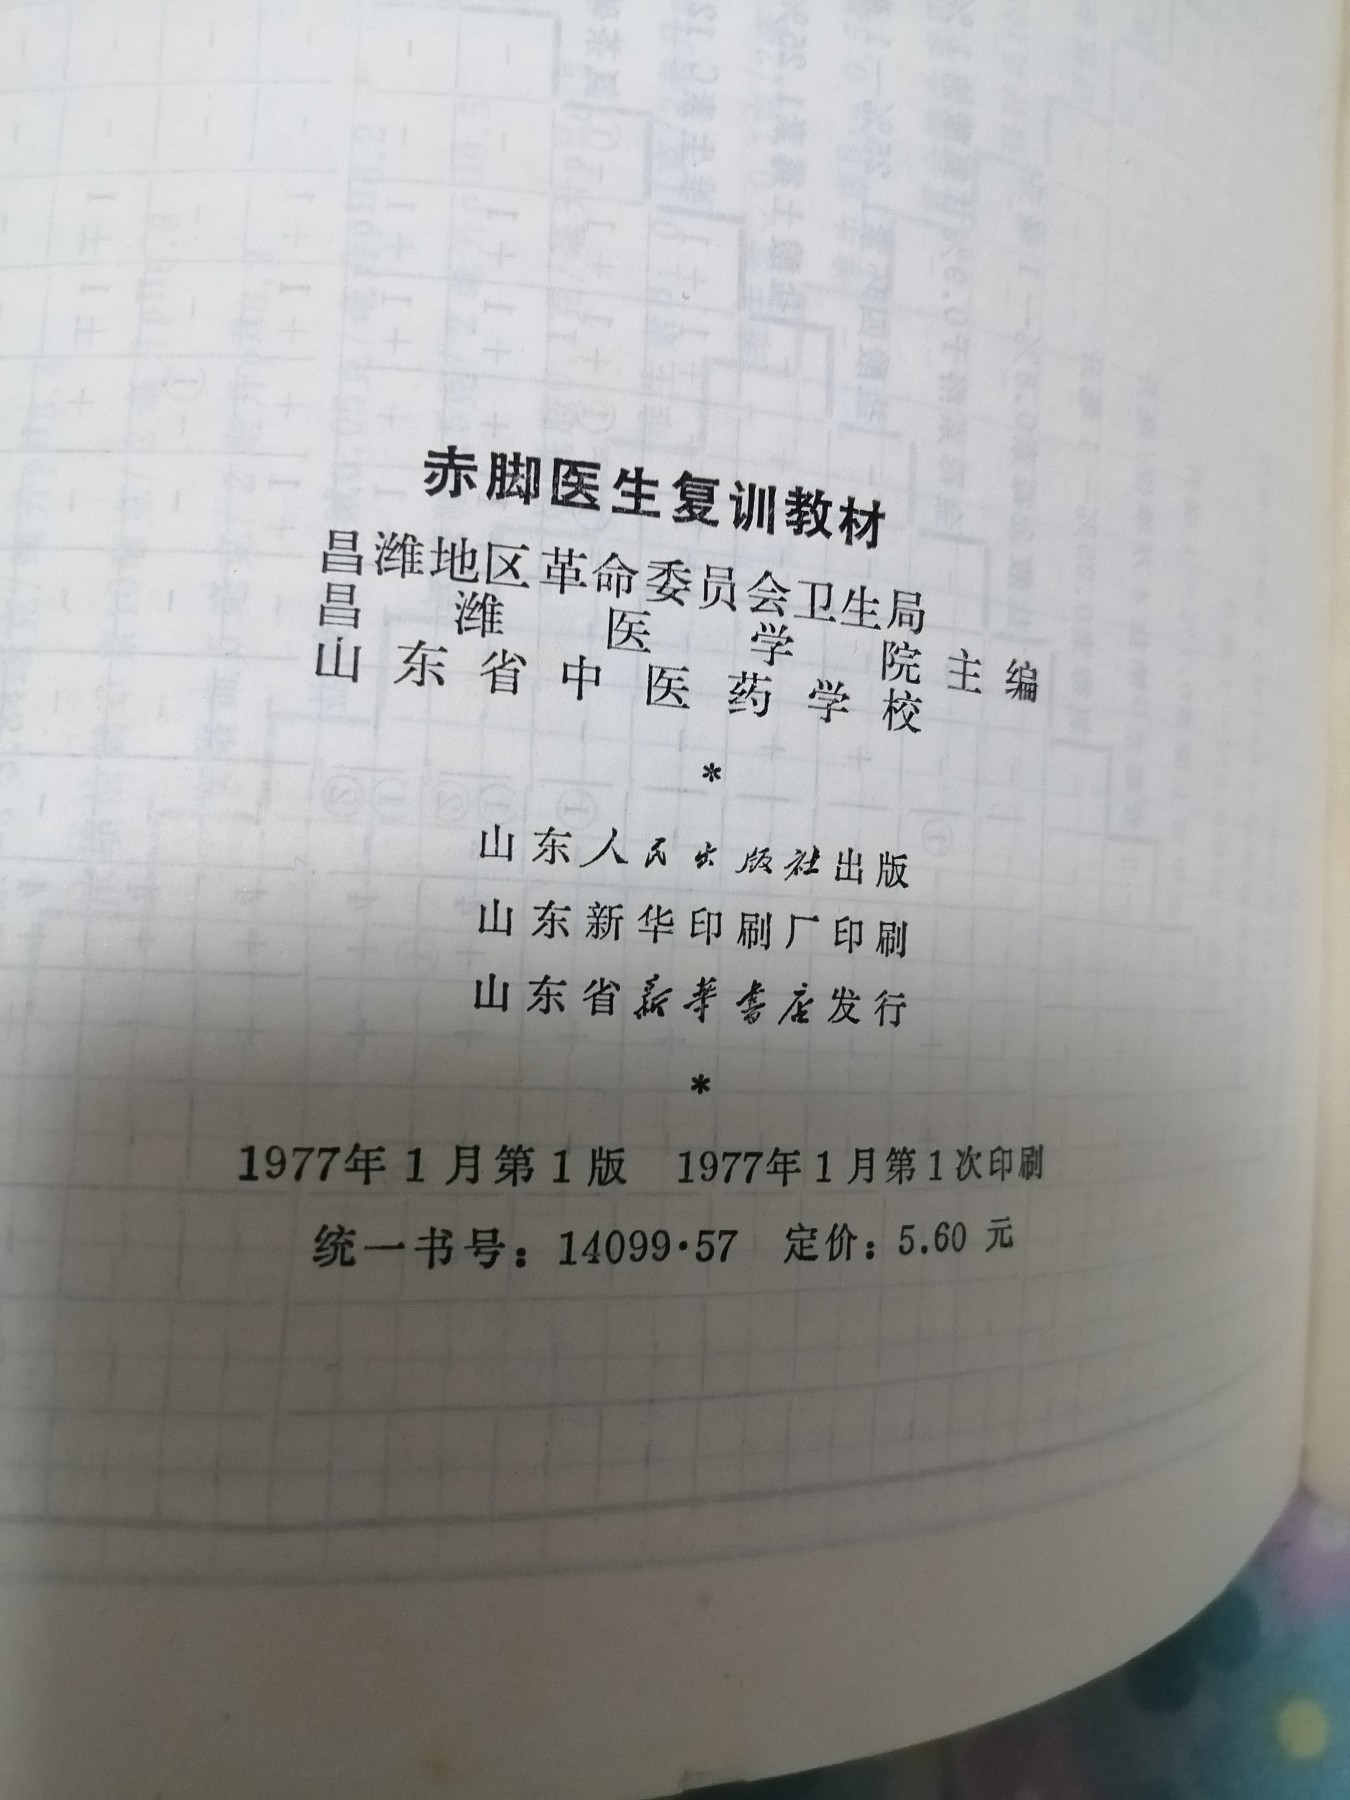 赤脚医生复训教材
昌潍地区革命委员会卫生局
昌潍医学院 主编
山东省中医药学校
*
山东人民出版社出版
山东新华印刷厂印刷
山东省新華書店发行
*
1977年1月第1版 1977年1月第1次印刷
统一书号：14099·57 定价：5.60 元